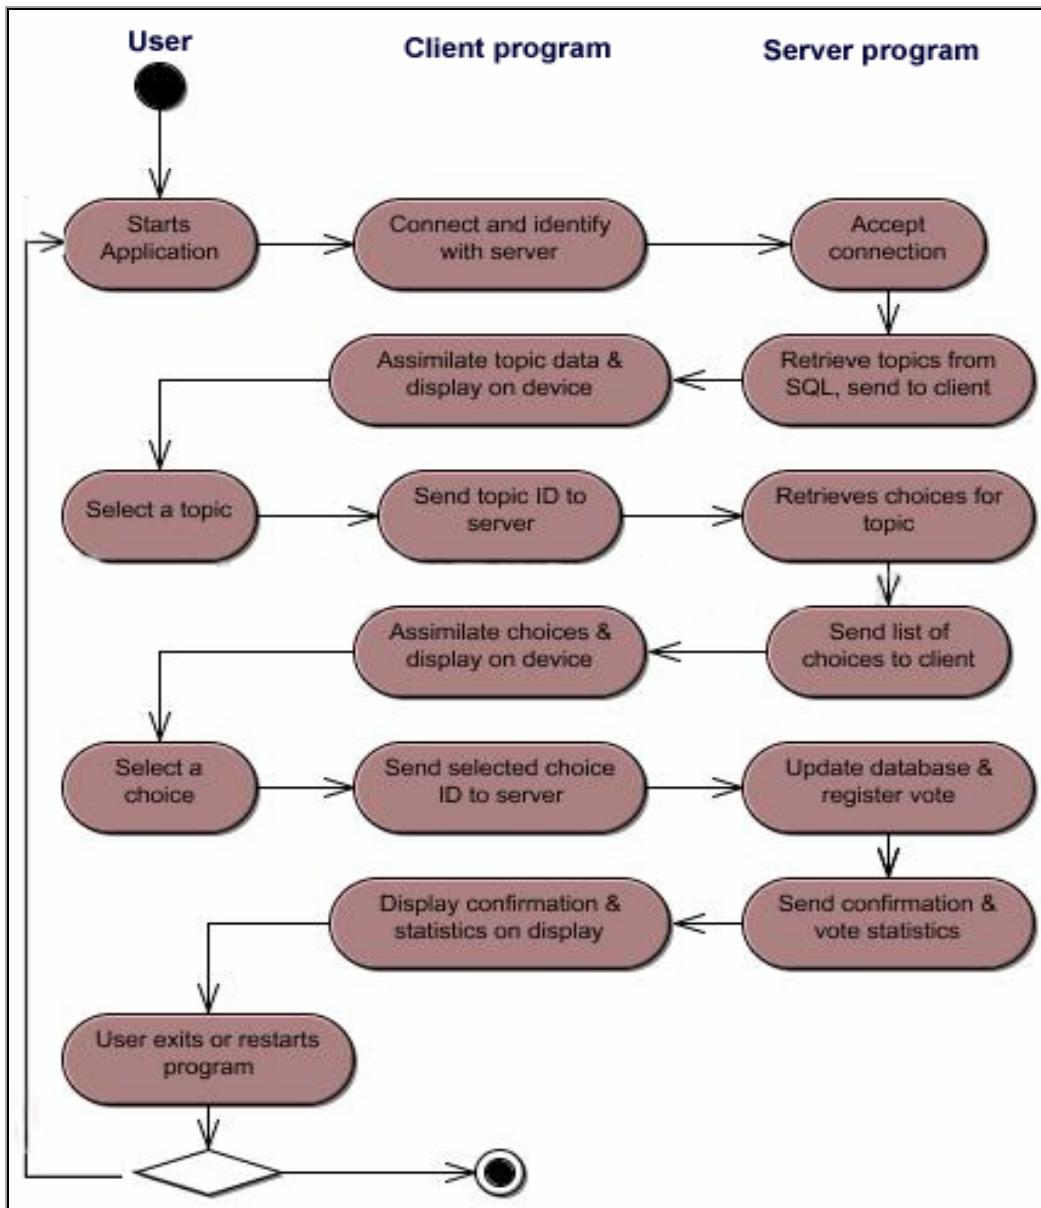 User
Client program
Server program
Starts
Application
Connect and identify
with server
Accept
connection
Assimilate topic data &
display on device
Retrieve topics from
SQL, send to client
Select a topic
Send topic ID to
server
Retrieves choices for
topic
Assimilate choices &
display on device
Send list of
choices to client
Select a
choice
Send selected choice
ID to server
Update database &
register vote
Display confirmation &
statistics on display
Send confirmation &
vote statistics
User exits or restarts
program